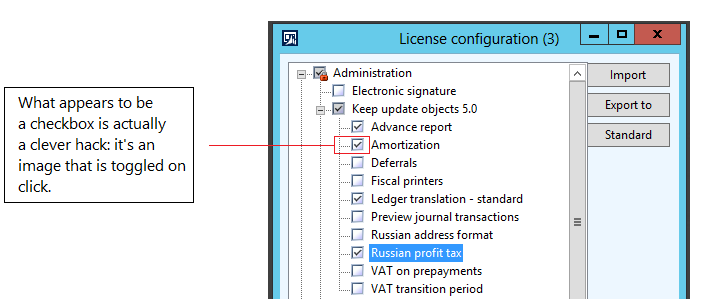 License configuration (3)
What appears to be
a checkbox is actually
a clever hack: it's an
image that is toggled on
click.
Administration
Electronic signature
Keep update objects 5.0
Advance report
Amortization
Deferrals
Fiscal printers
Ledger translation - standard
Preview journal transactions
Russian address format
Russian profit tax
VAT on prepayments
VAT transition period
Import
Export to
Standard